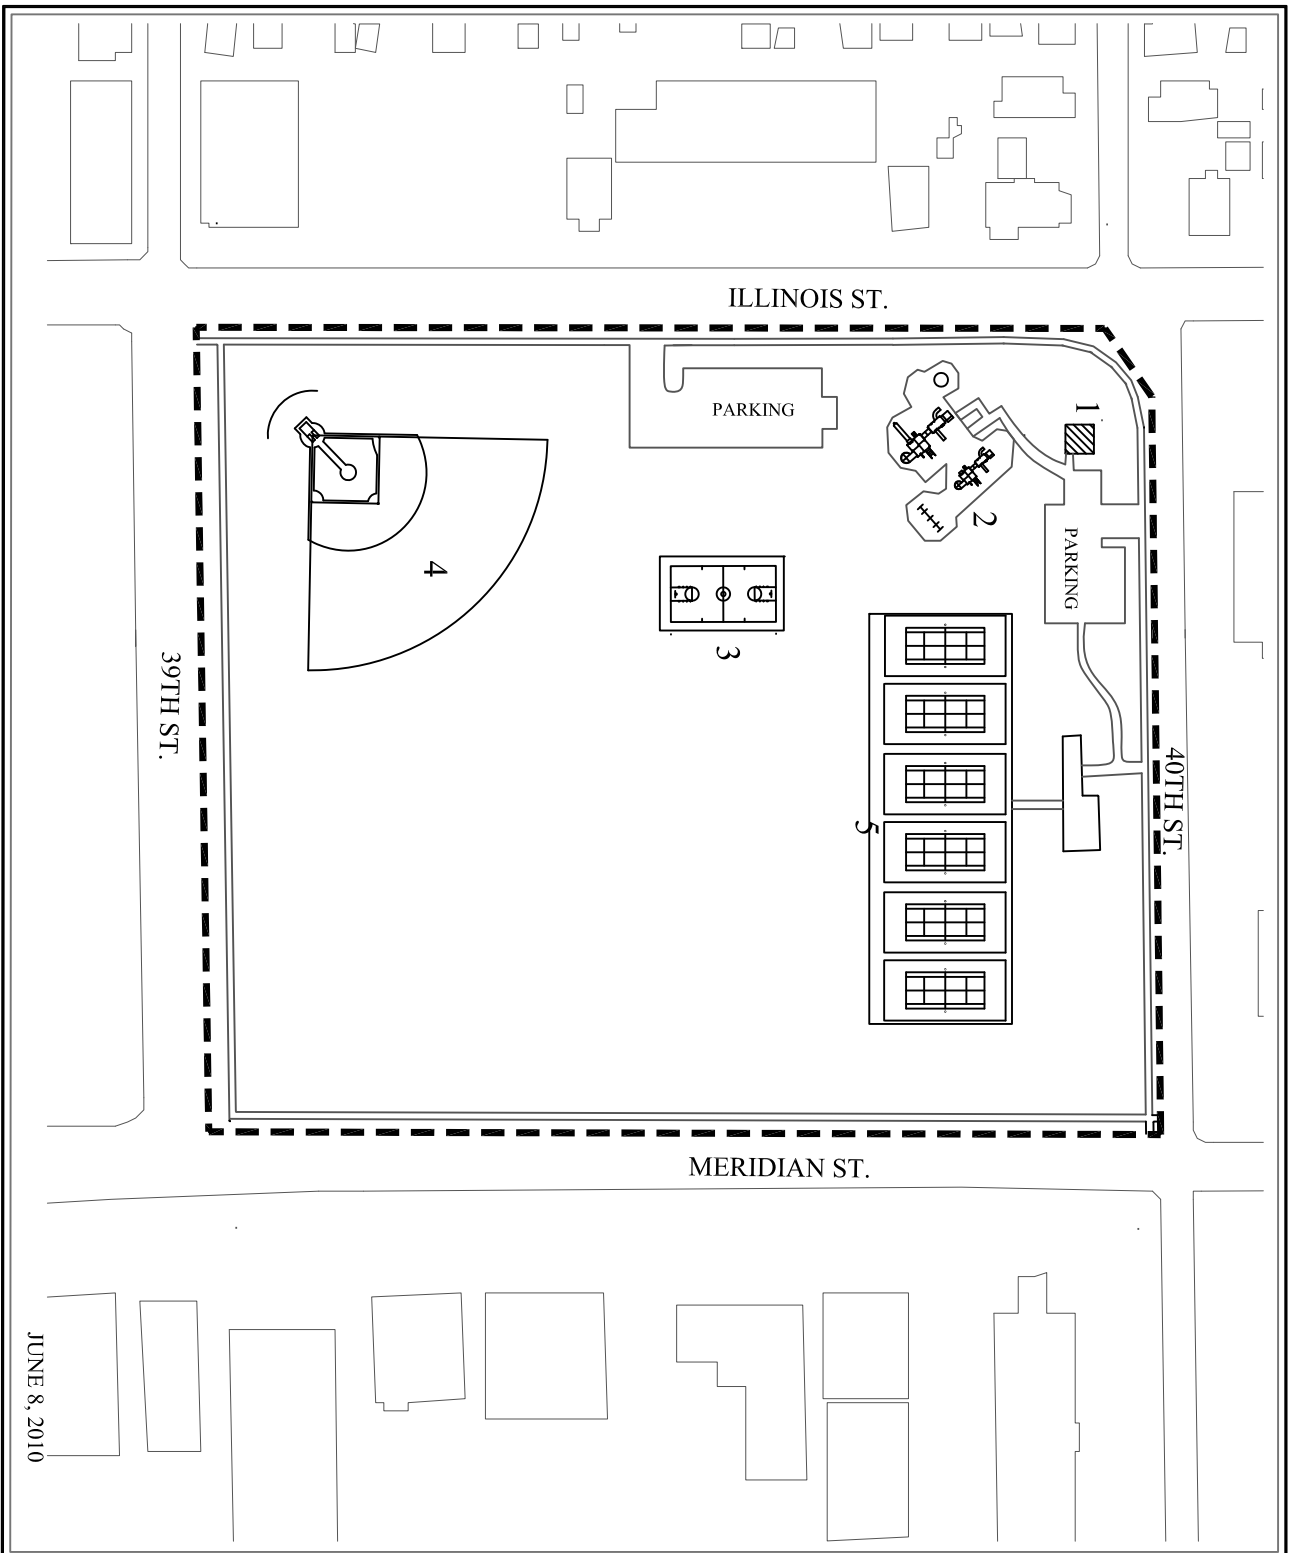 ILLINOIS ST.
PARKING
1
2
PARKING
4
3
39TH ST.
40TH ST.
5
MERIDIAN ST.
JUNE 8, 2010